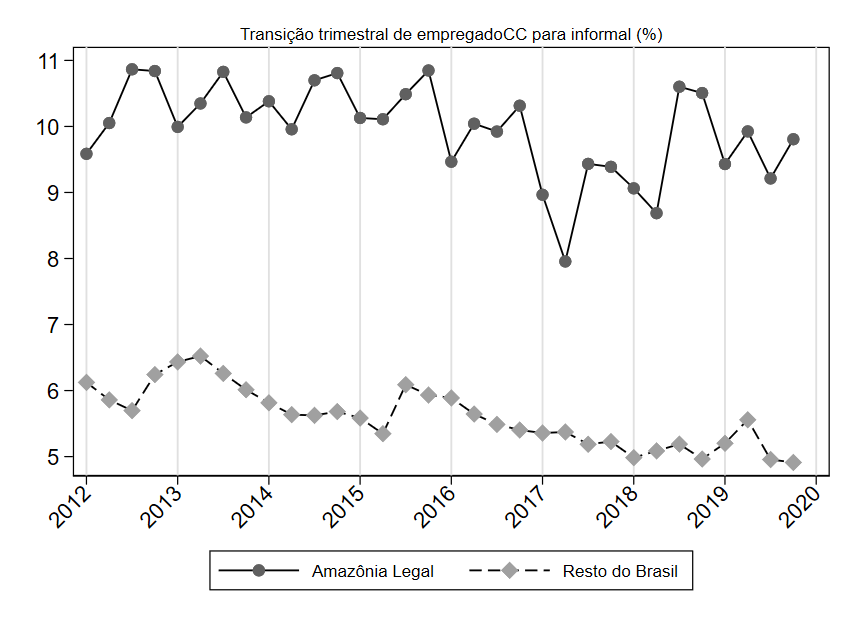 Transição trimestral de empregadoCC para informal (%)
11
10
9
8
7
6
5
2012 2013 2014 2015 2016 2017 2018 2019 2020
Amazônia Legal Resto do Brasil